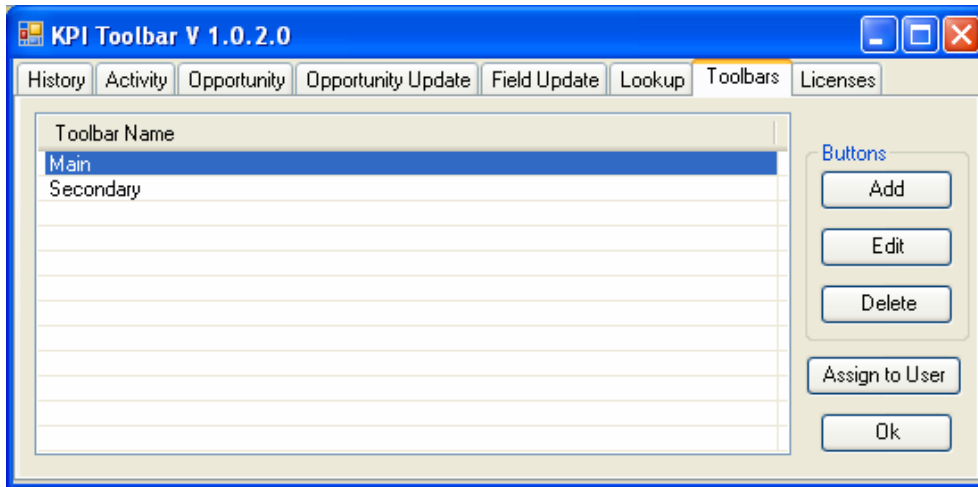 KPI Toolbar V 1.0.2.0
History Activity Opportunity Opportunity Update Field Update Lookup Toolbars Licenses
Toolbar Name
Main
Secondary
Buttons
Add
Edit
Delete
Assign to User
Ok